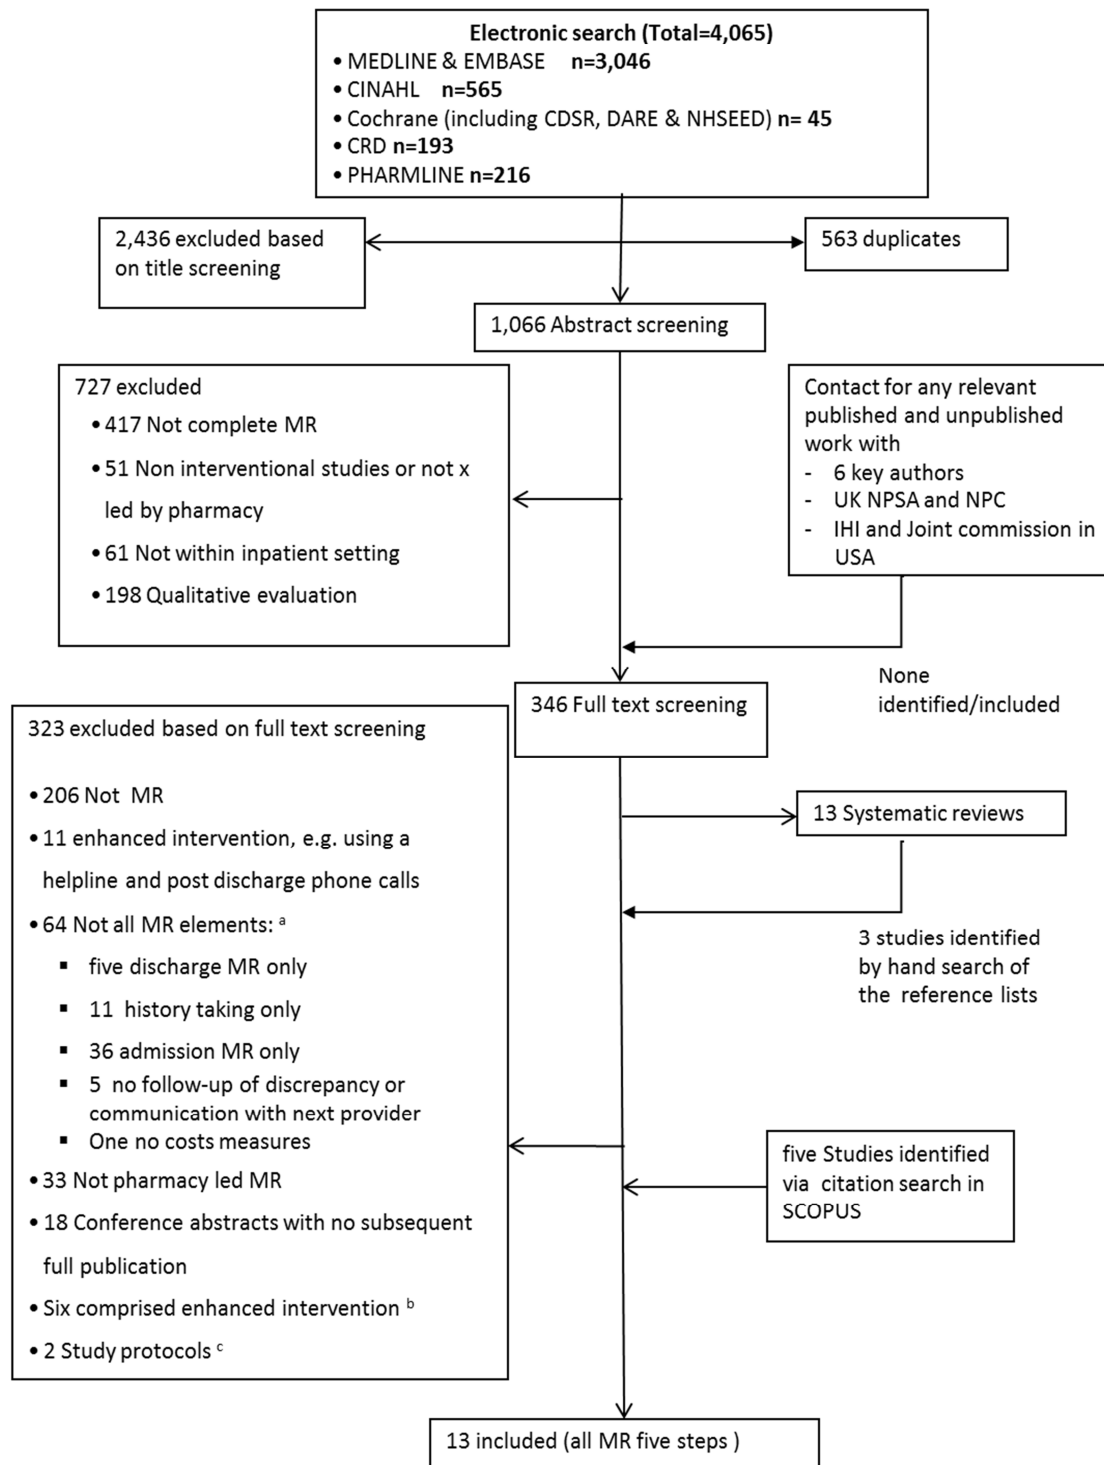 Electronic search (Total=4,065)
• MEDLINE & EMBASE n=3,046
• CINAHL n=565
• Cochrane (including CDSR, DARE & NHSEED) n= 45
• CRD n=193
• PHARMLINE n=216
2,436 excluded based
on title screening
563 duplicates
1,066 Abstract screening
727 excluded
• 417 Not complete MR
• 51 Non interventional studies or not x
led by pharmacy
• 61 Not within inpatient setting
• 198 Qualitative evaluation
Contact for any relevant
published and unpublished
work with
- 6 key authors
- UK NPSA and NPC
- IHI and Joint commission in
USA
None
identified/included
346 Full text screening
323 excluded based on full text screening
• 206 Not MR
• 11 enhanced intervention, e.g. using a
helpline and post discharge phone calls
• 64 Not all MR elements: a
▪ five discharge MR only
▪ 11 history taking only
▪ 36 admission MR only
▪ 5 no follow-up of discrepancy or
communication with next provider
▪ One no costs measures
• 33 Not pharmacy led MR
• 18 Conference abstracts with no subsequent
full publication
• Six comprised enhanced intervention b
• 2 Study protocols c
13 Systematic reviews
3 studies identified
by hand search of
the reference lists
five Studies identified
via citation search in
SCOPUS
13 included (all MR five steps )